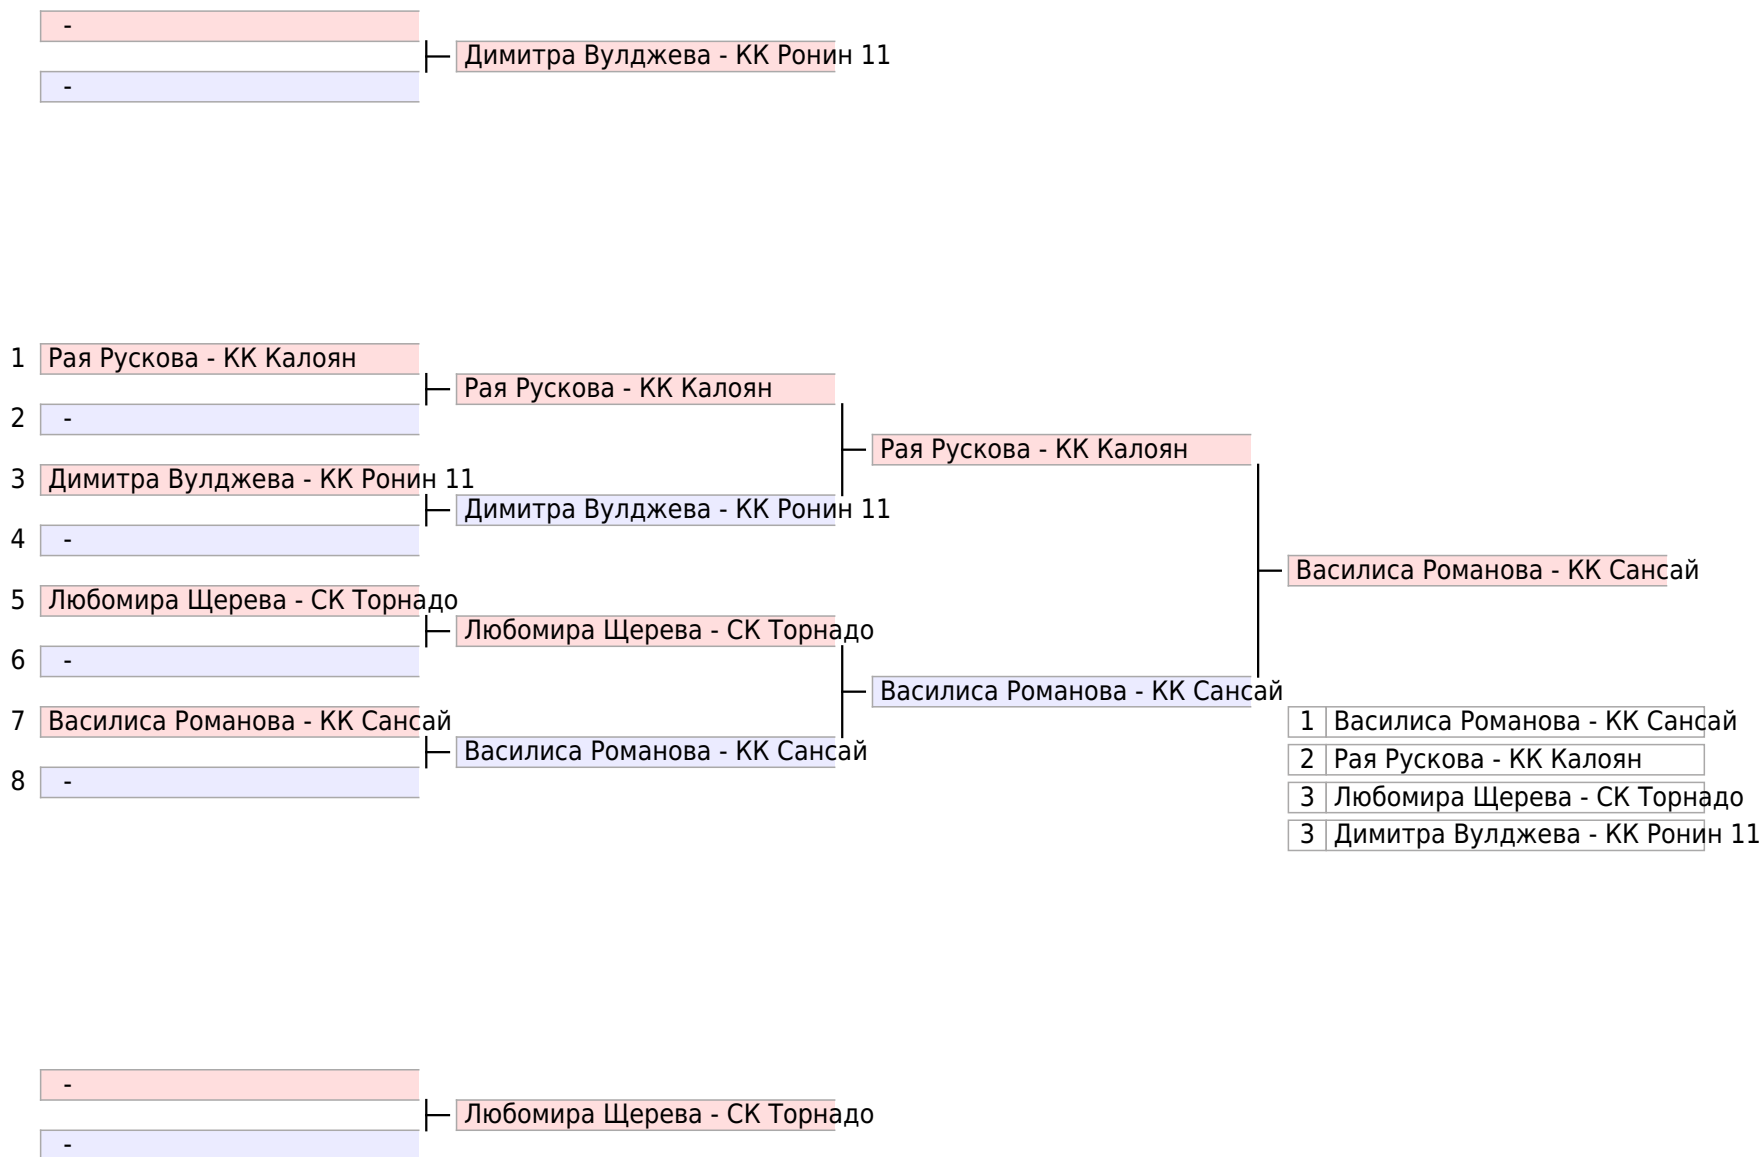 -
Димитра Вулджева - КК Ронин 11
-
1 Рая Рускова - КК Калоян
Рая Рускова - КК Калоян
2 -
Рая Рускова - КК Калоян
3 Димитра Вулджева - КК Ронин 11
Димитра Вулджева - КК Ронин 11
4 -
Василиса Романова - КК Сансай
5 Любомира Щерева - СК Торнадо
Любомира Щерева - СК Торнадо
6 -
Василиса Романова - КК Сансай
7 Василиса Романова - КК Сансай
1 Василиса Романова - КК Сансай
Василиса Романова - КК Сансай
2 Рая Рускова - КК Калоян
8 -
3 Любомира Щерева - СК Торнадо
3 Димитра Вулджева - КК Ронин 11
-
Любомира Щерева - СК Торнадо
-